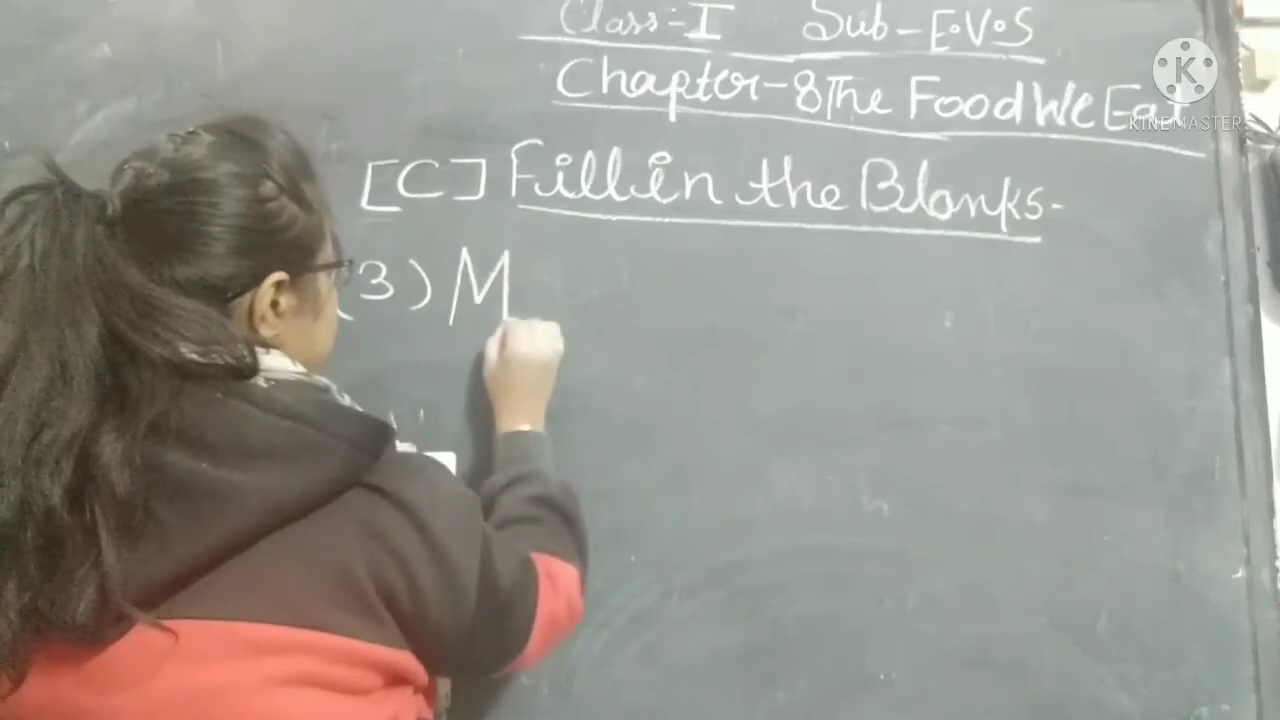 Class:-I Sub-E.V.S
Chapter-8 The Food We Eat
[C] Fill in the Blanks-
(3) M
K
KINEMASTER